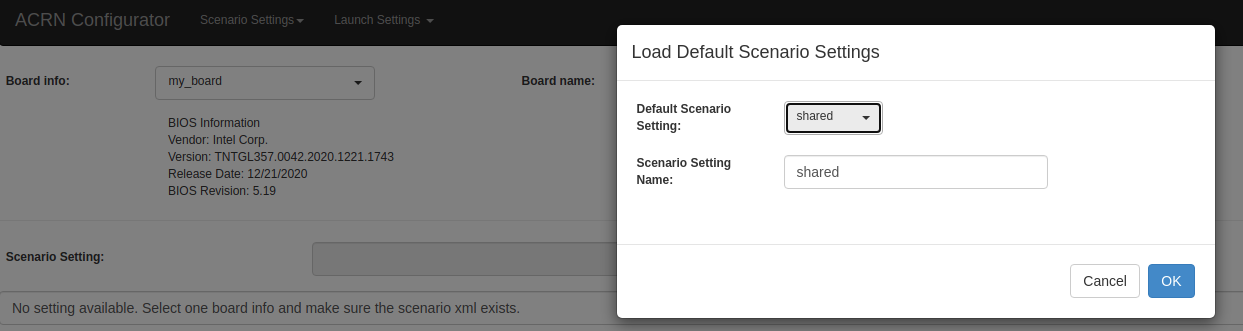 ACRN Configurator Scenario Settings Launch Settings
Load Default Scenario Settings
Board info: my_board Board name:
BIOS Information
Vendor: Intel Corp.
Version: TNTGL357.0042.2020.1221.1743
Release Date: 12/21/2020
BIOS Revision: 5.19
Default Scenario
Setting: shared
Scenario Setting
Name: shared
Scenario Setting:
Cancel OK
No setting available. Select one board info and make sure the scenario xml exists.